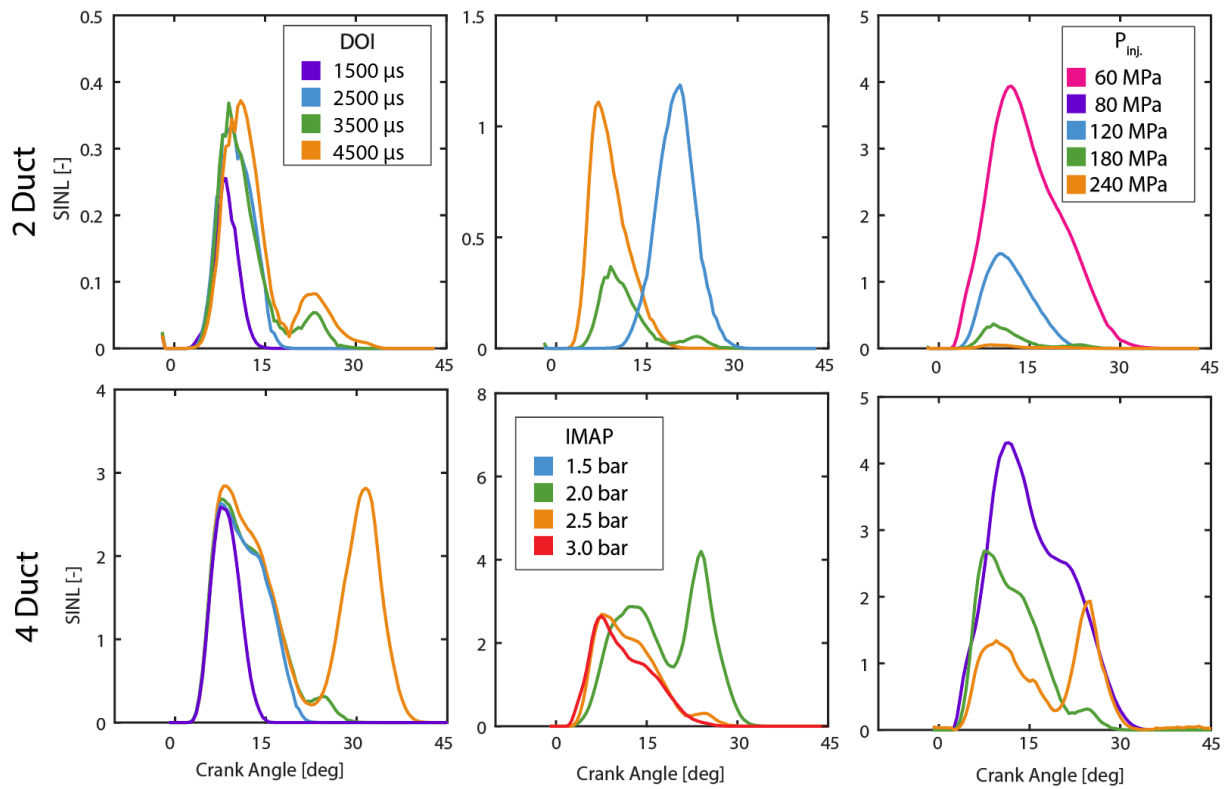 2 Duct
SINL [-]
0.5
0.4
0.3
0.2
0.1
0
0 15 30 45
DOI
1500 µs
2500 µs
3500 µs
4500 µs
1.5
1
0.5
0
0 15 30 45
5
4
3
2
1
0
0 15 30 45
Pinj.
60 MPa
80 MPa
120 MPa
180 MPa
240 MPa
4 Duct
SINL [-]
4
3
2
1
0
0 15 30 45
Crank Angle [deg]
8
6
4
2
0
0 15 30 45
Crank Angle [deg]
IMAP
1.5 bar
2.0 bar
2.5 bar
3.0 bar
5
4
3
2
1
0
0 15 30 45
Crank Angle [deg]